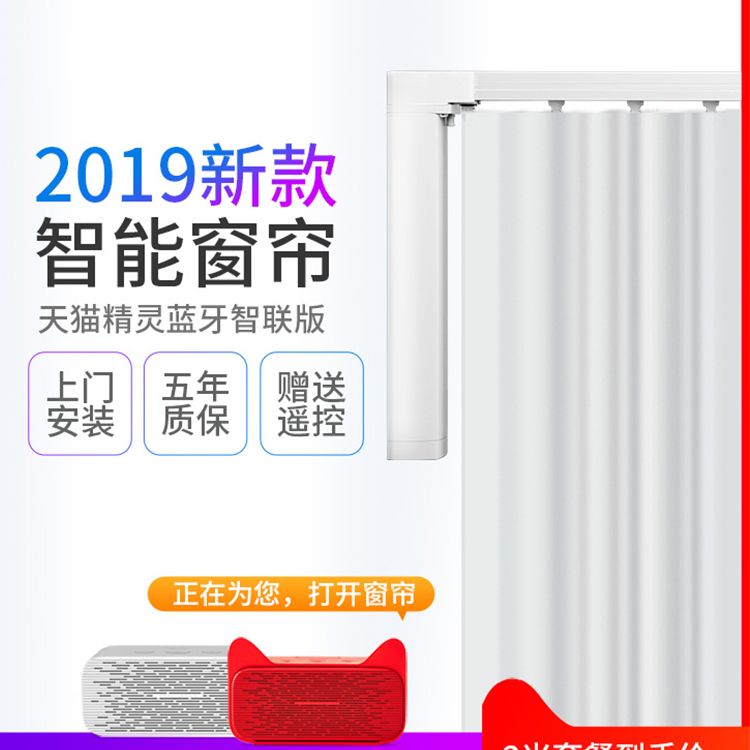 2019新款
智能窗帘
天猫精灵蓝牙智联版
上门
安装
五年
质保
赠送
遥控
正在为您，打开窗帘